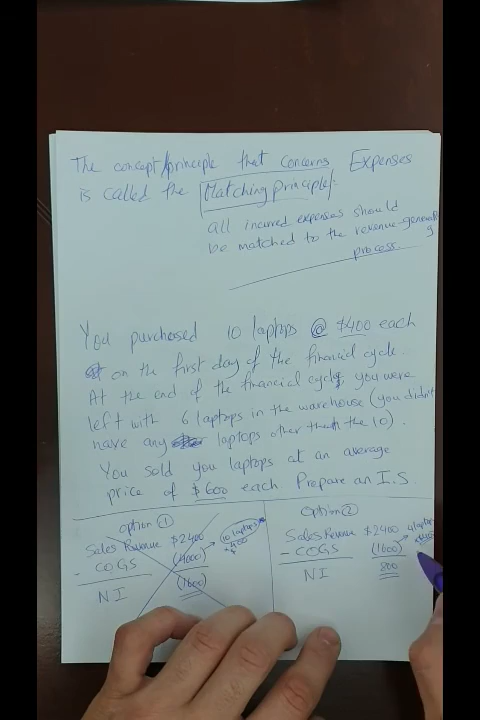 The concept/principle that concerns Expenses
is called the Matching principle:
all incurred expenses should
be matched to the revenue-generating
process.
You purchased 10 laptops @ $400 each
on the first day of the financial cycle.
At the end of the financial cycle, you were
left with 6 laptops in the warehouse (you didn't
have any laptops other than the 10).
You sold you laptops at an average
price of $600 each Prepare an I.S.
Option 1
Sales Revenue $2400
- COGS (4000) → 10 laptops
* $400
NI (1600)
Option 2
Sales Revenue $2400
- COGS (1600) → 4 laptops
NI 800